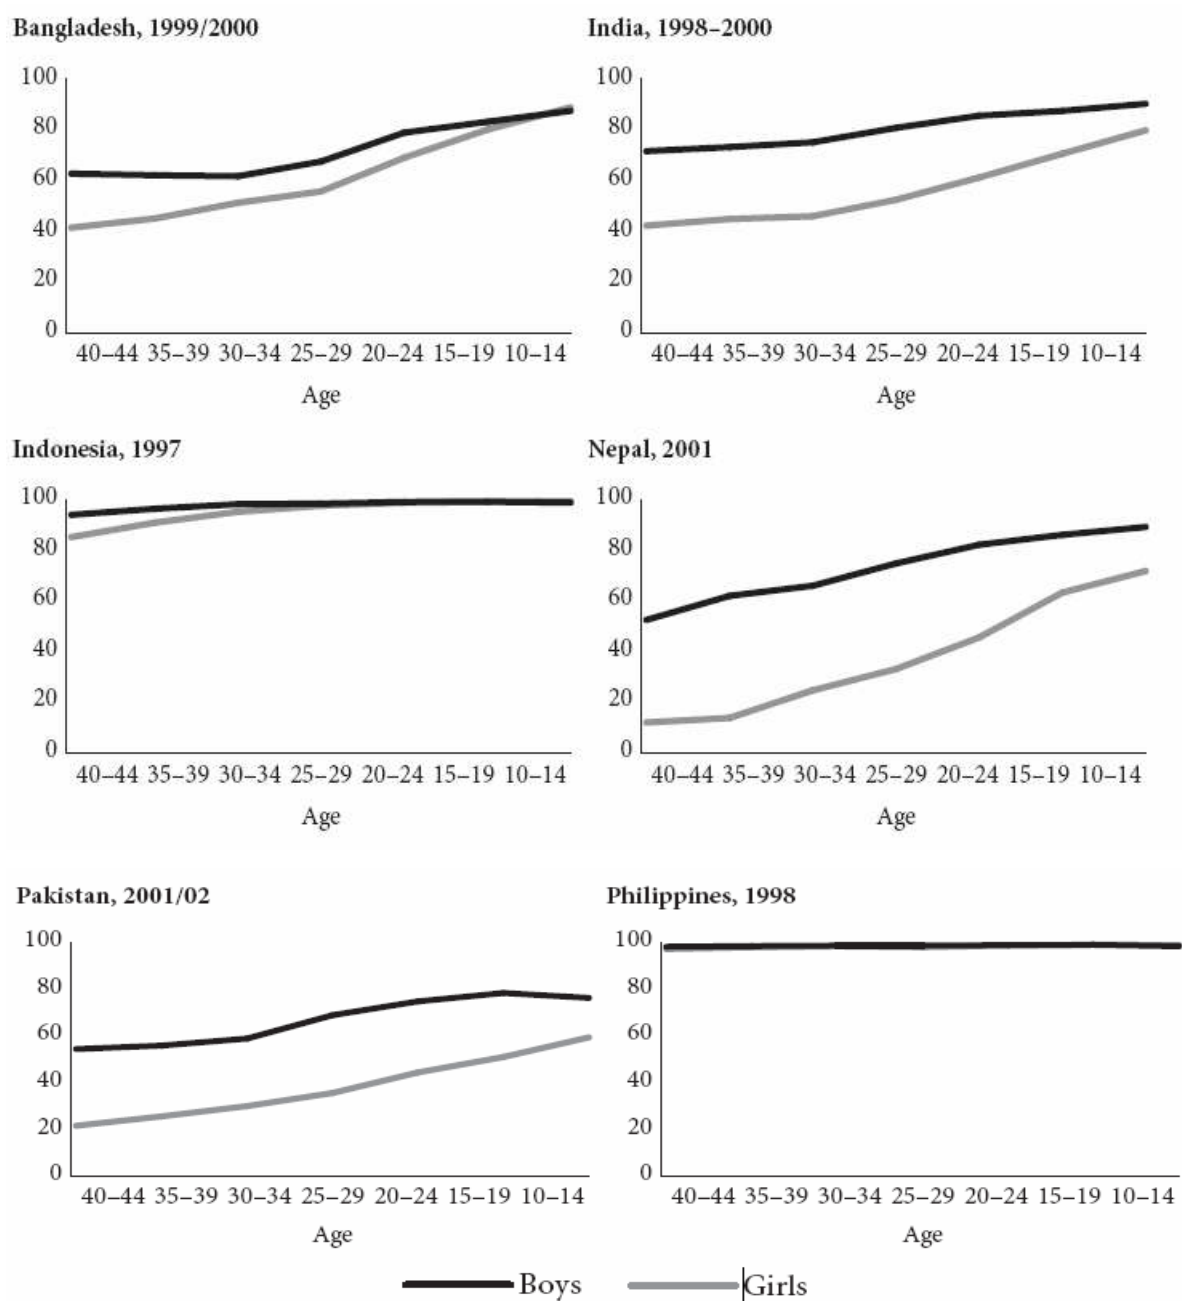 Bangladesh, 1999/2000
100
80
60
40
20
0
40–44 35–39 30–34 25–29 20–24 15–19 10–14
Age
India, 1998–2000
100
80
60
40
20
0
40–44 35–39 30–34 25–29 20–24 15–19 10–14
Age
Indonesia, 1997
100
80
60
40
20
0
40–44 35–39 30–34 25–29 20–24 15–19 10–14
Age
Nepal, 2001
100
80
60
40
20
0
40–44 35–39 30–34 25–29 20–24 15–19 10–14
Age
Pakistan, 2001/02
100
80
60
40
20
0
40–44 35–39 30–34 25–29 20–24 15–19 10–14
Age
Philippines, 1998
100
80
60
40
20
0
40–44 35–39 30–34 25–29 20–24 15–19 10–14
Age
Boys Girls